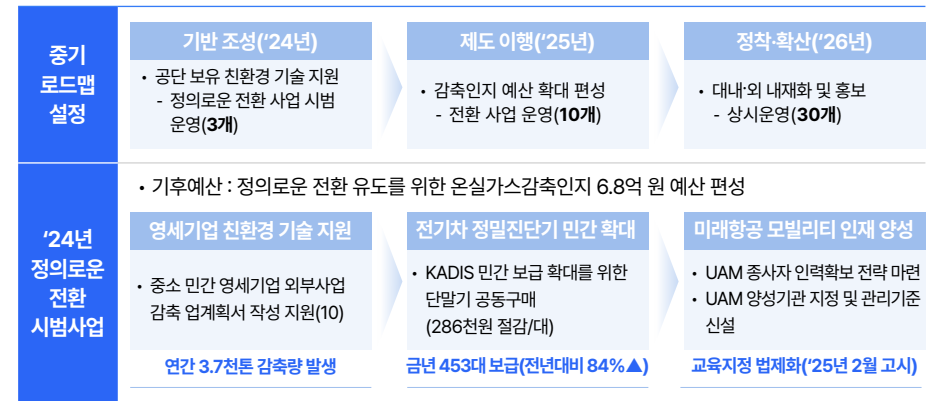 중기
로드맵
설정
기반 조성(‘24년)
• 공단 보유 친환경 기술 지원
- 정의로운 전환 사업 시범
운영(3개)
제도 이행(‘25년)
• 감축인지 예산 확대 편성
- 전환 사업 운영(10개)
정착·확산(‘26년)
• 대내·외 내재화 및 홍보
- 상시운영(30개)
‘24년
정의로운
전환
시범사업
• 기후예산 : 정의로운 전환 유도를 위한 온실가스감축인지 6.8억 원 예산 편성
영세기업 친환경 기술 지원
• 중소 민간 영세기업 외부사업
감축 업계획서 작성 지원(10)
연간 3.7천톤 감축량 발생
전기차 정밀진단기 민간 확대
• KADIS 민간 보급 확대를 위한
단말기 공동구매
(286천원 절감/대)
금년 453대 보급(전년대비 84%▲)
미래항공 모빌리티 인재 양성
• UAM 종사자 인력확보 전략 마련
• UAM 양성기관 지정 및 관리기준
신설
교육지정 법제화(‘25년 2월 고시)